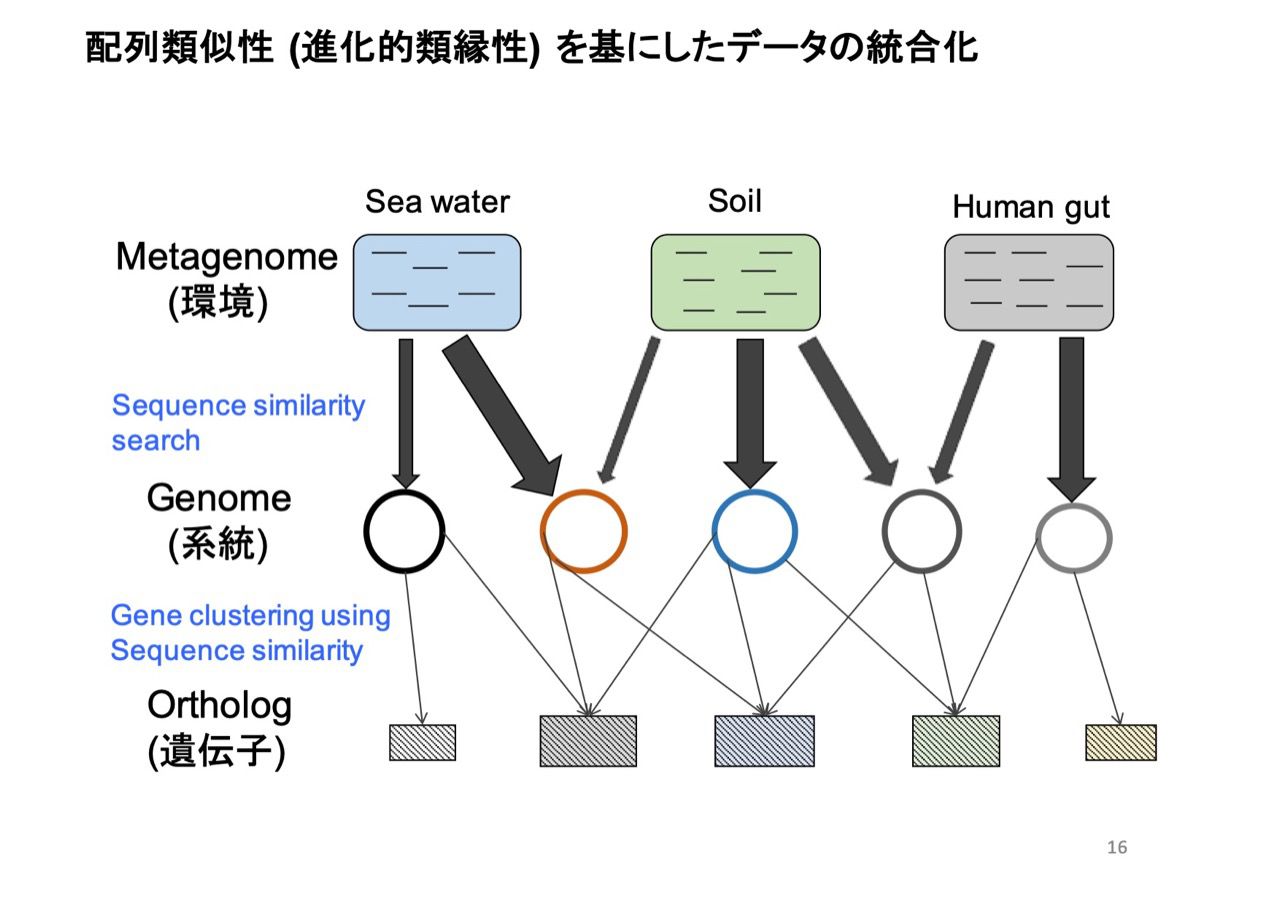 配列類似性 (進化的類縁性) を基にしたデータの統合化
Sea water
Soil
Human gut
Metagenome
(環境)
Sequence similarity
search
Genome
(系統)
Gene clustering using
Sequence similarity
Ortholog
(遺伝子)
16